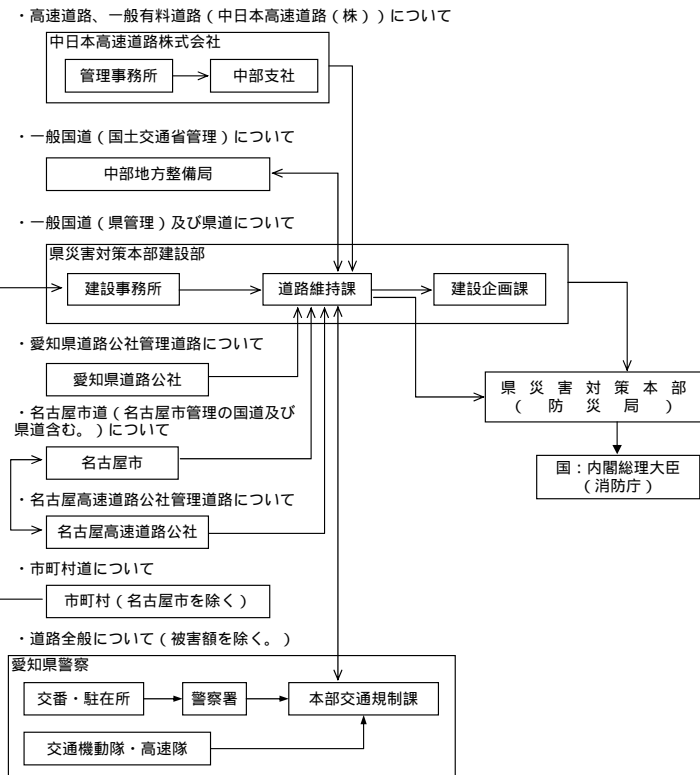 ・高速道路、一般有料道路（中日本高速道路（株））について
中日本高速道路株式会社
管理事務所
中部支社
・一般国道（国土交通省管理）について
中部地方整備局
・一般国道（県管理）及び県道について
県災害対策本部建設部
建設事務所
道路維持課
建設企画課
・愛知県道路公社管理道路について
愛知県道路公社
県災害対策本部
（防災局）
・名古屋市道（名古屋市管理の国道及び
県道含む。）について
名古屋市
国：内閣総理大臣
（消防庁）
・名古屋高速道路公社管理道路について
名古屋高速道路公社
・市町村道について
市町村（名古屋市を除く）
・道路全般について（被害額を除く。）
愛知県警察
交番・駐在所
警察署
本部交通規制課
交通機動隊・高速隊